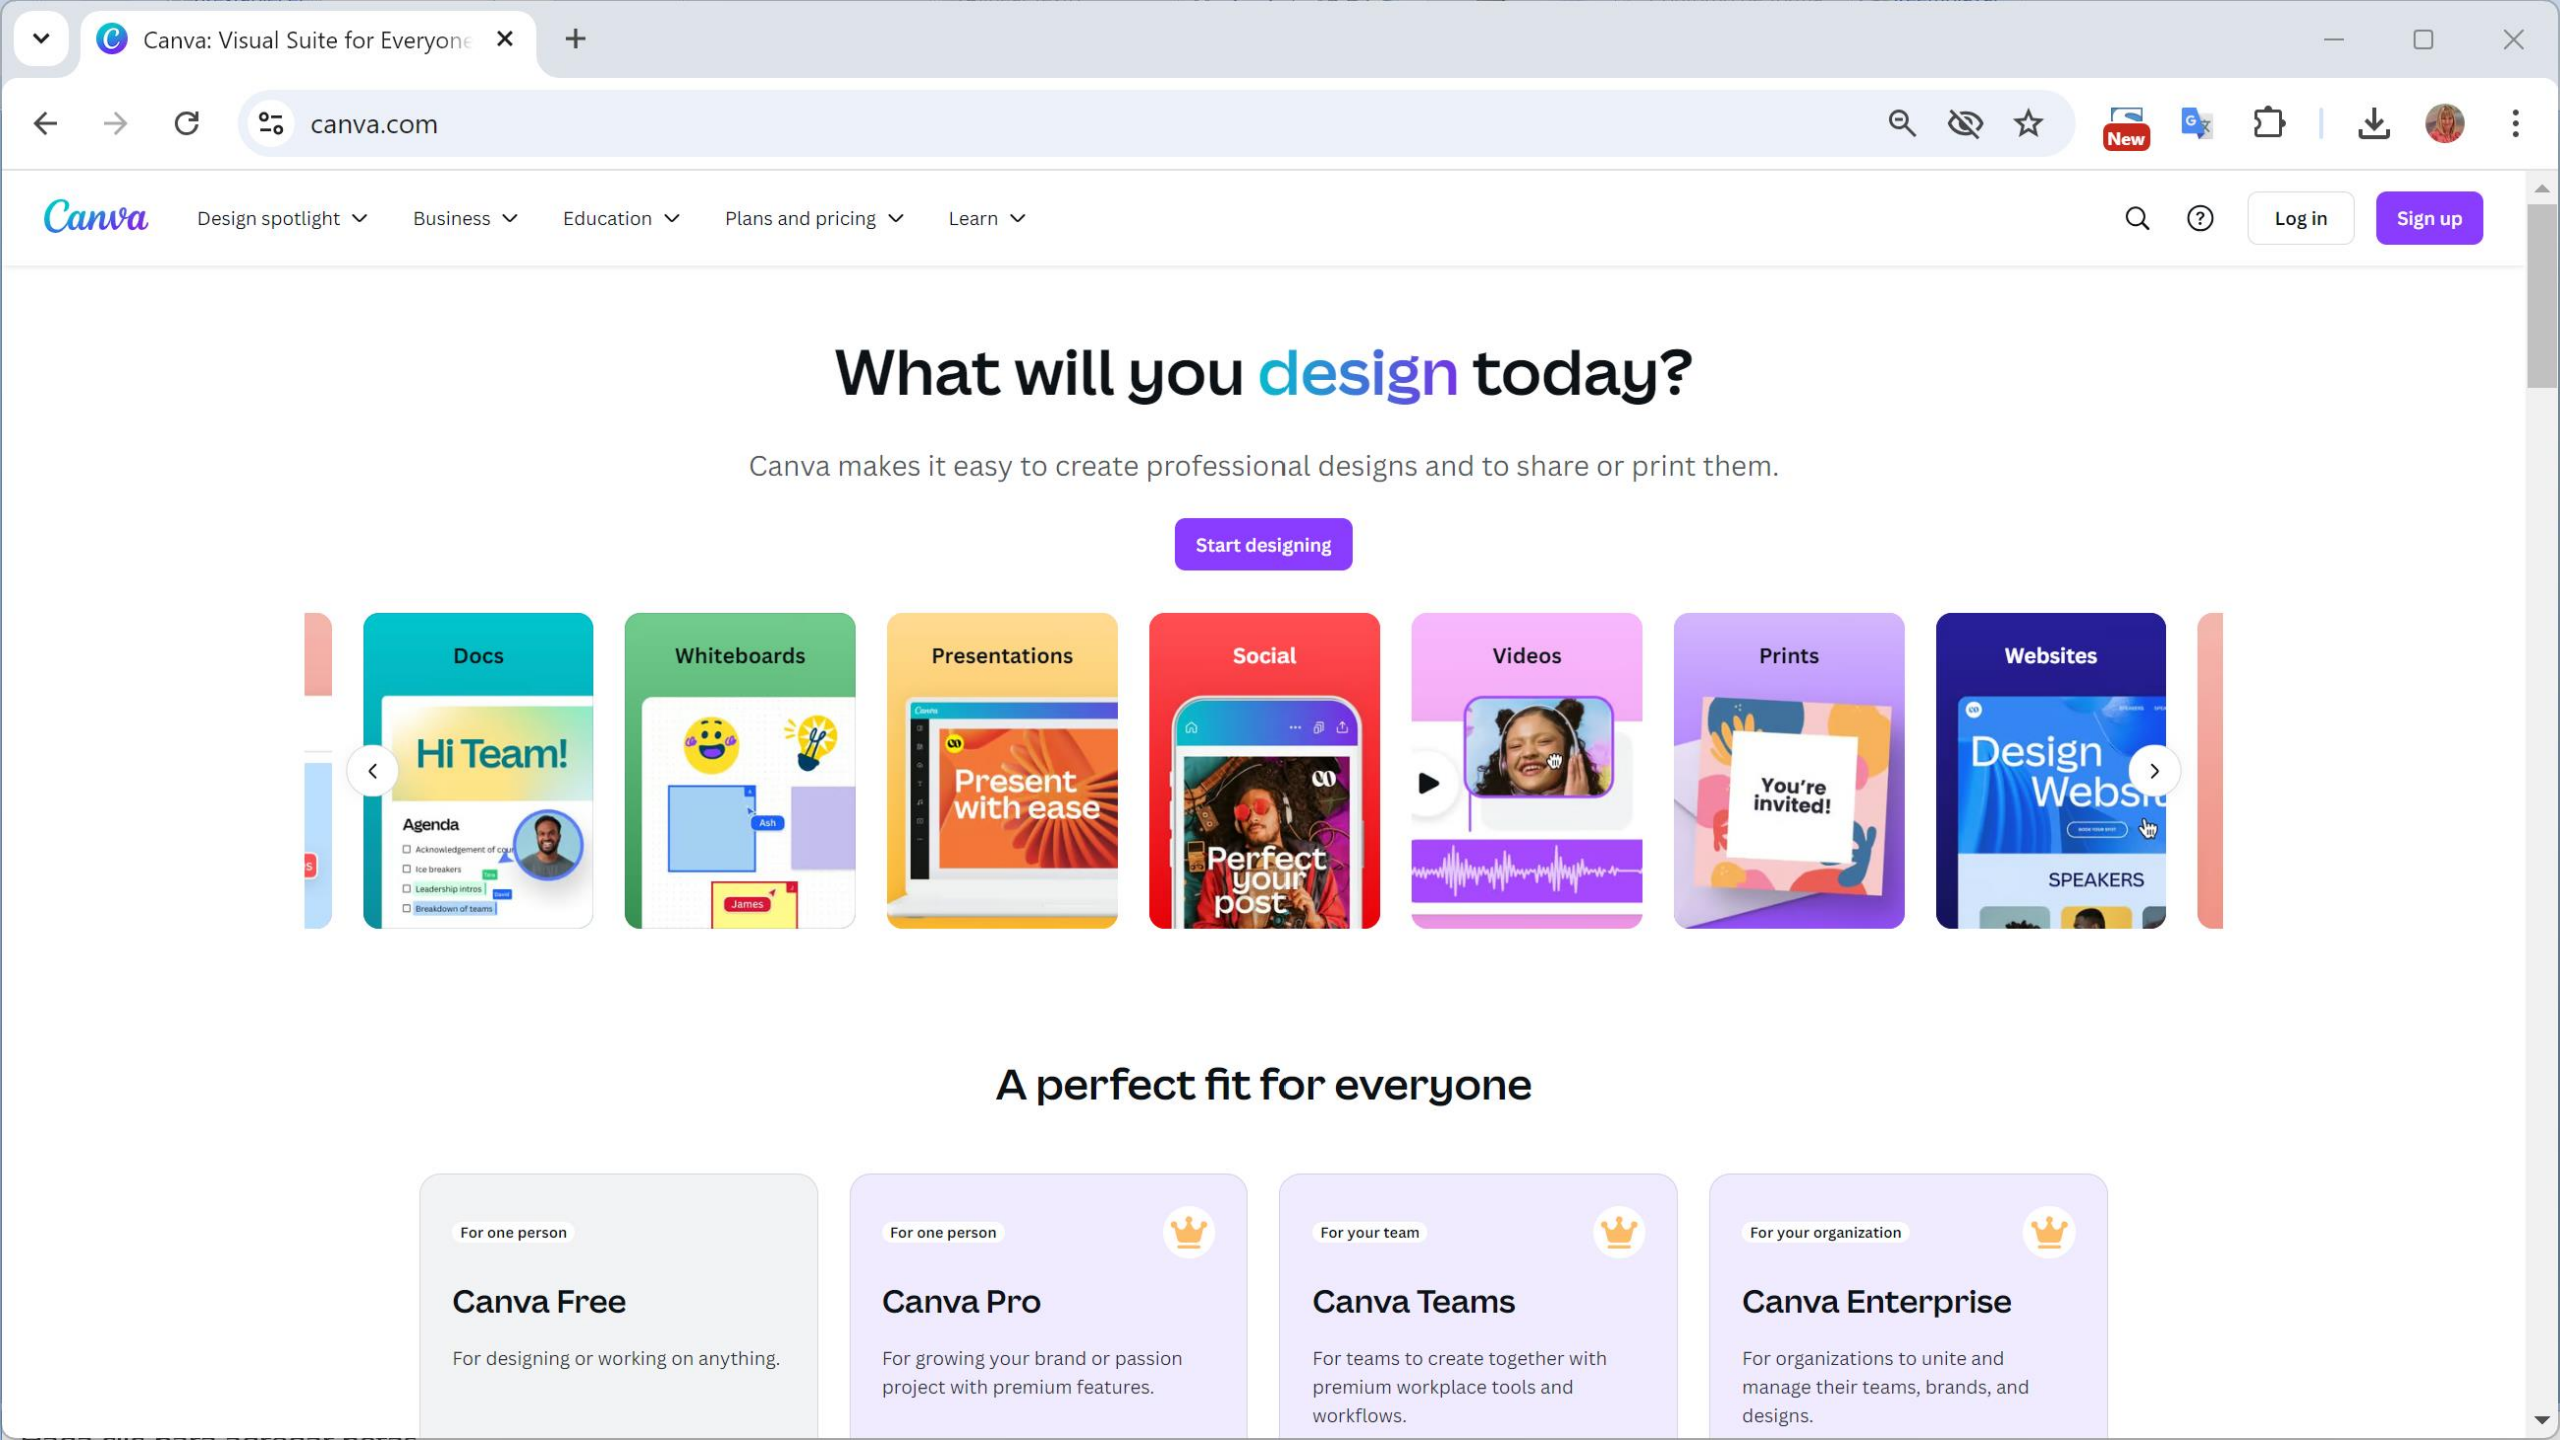 Canva: Visual Suite for Everyone
canva.com
New
Canva
Design spotlight
Business
Education
Plans and pricing
Learn
Log in
Sign up
What will you design today?
Canva makes it easy to create professional designs and to share or print them.
Start designing
Docs
Hi Team!
Agenda
Acknowledgement of
Ice breakers
Leadership intros
Breakdown of teams
Whiteboards
Ash
James
Presentations
Canva
Present
with ease
Social
Perfect
your
post
Videos
Prints
You're
invited!
Websites
Design
SPEAKERS
A perfect fit for everyone
For one person
Canva Free
For designing or working on anything.
For one person
Canva Pro
For growing your brand or passion
project with premium features.
For your team
Canva Teams
For teams to create together with
premium workplace tools and
workflows.
For your organization
Canva Enterprise
For organizations to unite and
manage their teams, brands, and
designs.